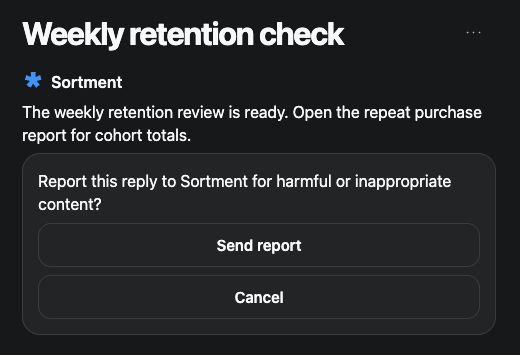 Weekly retention check
Sortment
The weekly retention review is ready. Open the repeat purchase
report for cohort totals.
Report this reply to Sortment for harmful or inappropriate
content?
Send report
Cancel